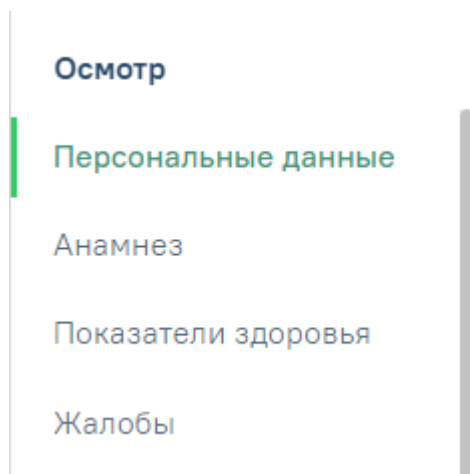 Осмотр
Персональные данные
Анамнез
Показатели здоровья
Жалобы